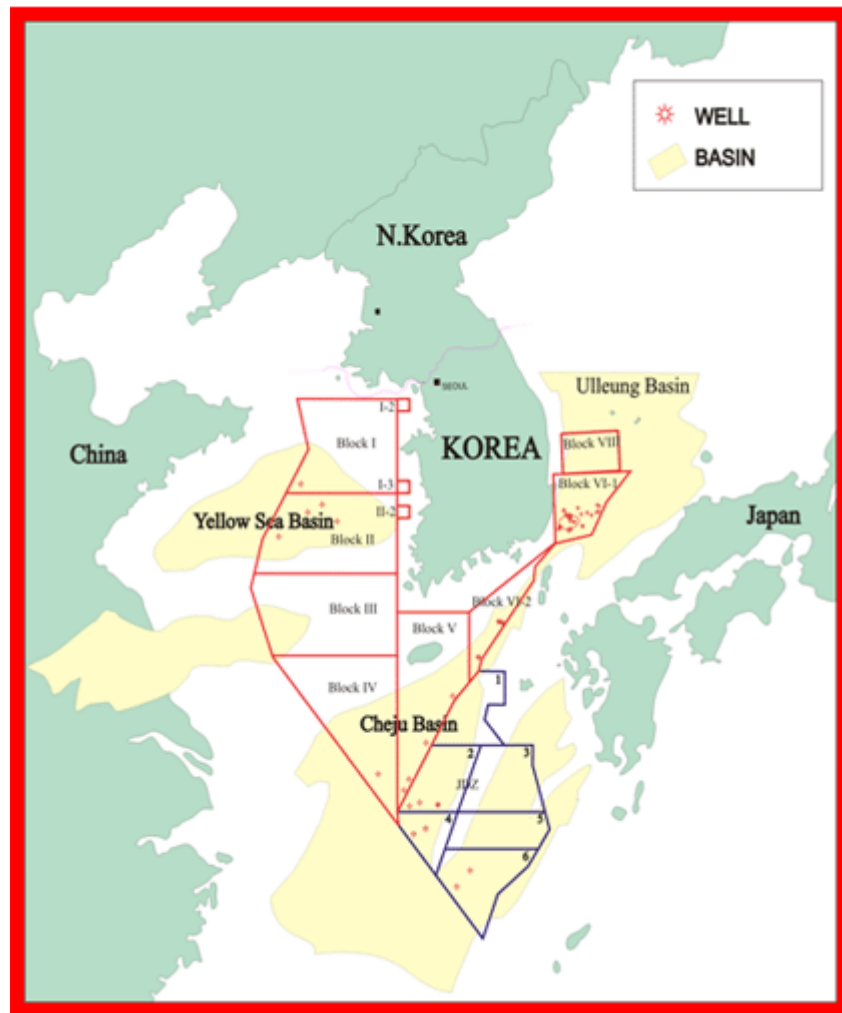 WELL
BASIN
N.Korea
SEOUL
Ulleung Basin
I-2
Block I
KOREA
Block VII
China
I-3
Block VI-1
II-2
Yellow Sea Basin
Japan
Block II
Block VI-2
Block III
Block V
1
Block IV
Cheju Basin
2
3
JDZ
4
5
6